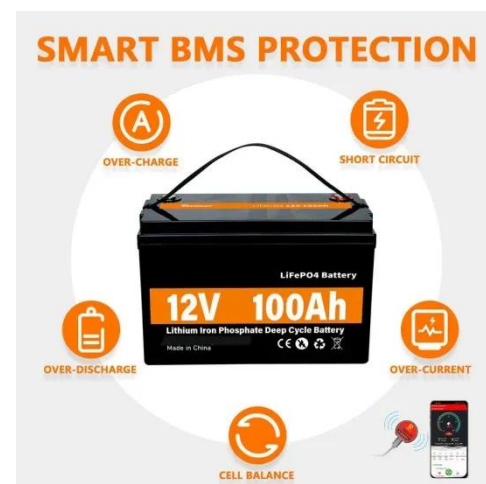 SMART BMS PROTECTION
OVER-CHARGE
SHORT CIRCUIT
LiFePO4 Battery
12V 100Ah
Lithium Iron Phosphate Deep Cycle Battery
Made in China
CE
OVER-DISCHARGE
OVER-CURRENT
CELL BALANCE